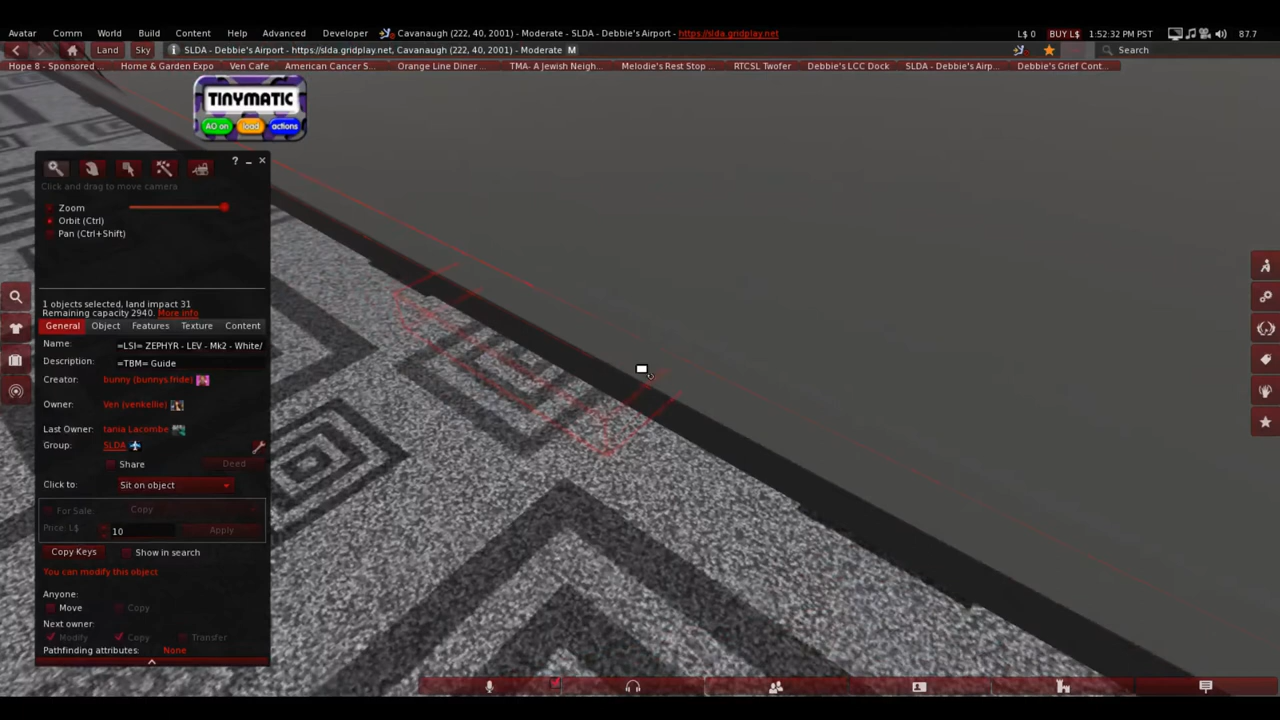 Avatar Comm World Build Content Help Advanced Developer Cavanaugh (222, 40, 2001) - Moderate - SLDA - Debbie's Airport - https://slda.gridplay.net L$ 0 BUY L$ 1:52:32 PM PST 87.7
Land Sky SLDA - Debbie's Airport - https://slda.gridplay.net, Cavanaugh (222, 40, 2001) - Moderate M Search
Hope 8 - Sponsored ... Home & Garden Expo Ven Cafe American Cancer S... Orange Line Diner ... TMA- A Jewish Neigh... Melodie's Rest Stop ... RTCSL Twofer Debbie's LCC Dock SLDA - Debbie's Airp... Debbie's Grief Cont...
TINYMATIC
AO on load actions
?
Click and drag to move camera
Zoom
Orbit (Ctrl)
Pan (Ctrl+Shift)
1 objects selected, land impact 31
Remaining capacity 2940. More info
General Object Features Texture Content
Name: =LSI= ZEPHYR - LEV - Mk2 - White/
Description: =TBM= Guide
Creator: bunny (bunnys.fride)
Owner: Ven (venkellie)
Last Owner: tania Lacombe
Group: SLDA
Share Deed
Click to: Sit on object
For Sale: Copy
Price: L$ 10 Apply
Copy Keys Show in search
You can modify this object
Anyone:
Move Copy
Next owner:
Modify Copy Transfer
Pathfinding attributes: None